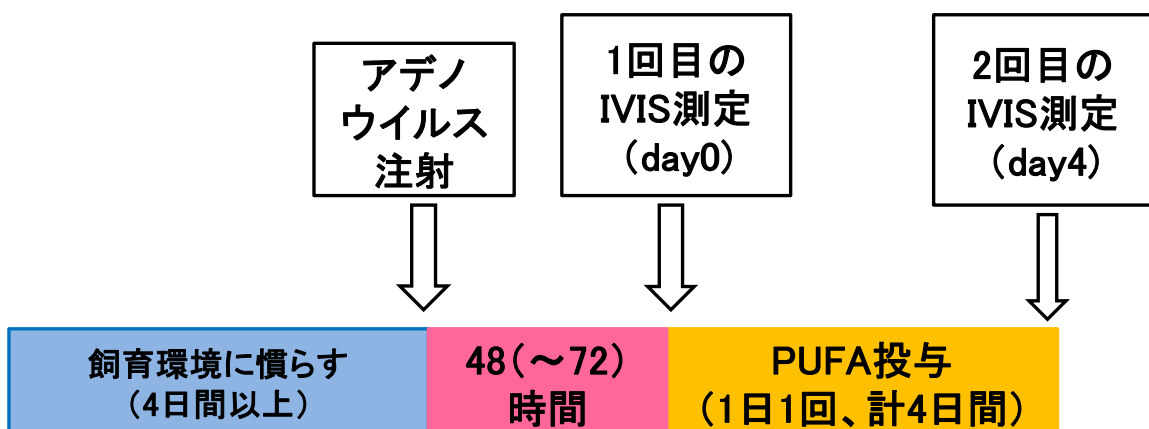 アデノ
ウイルス
注射
1回目の
IVIS測定
（day0）
2回目の
IVIS測定
（day4）
飼育環境に慣らす
（4日間以上）
48（～72）
時間
PUFA投与
（1日1回、計4日間）